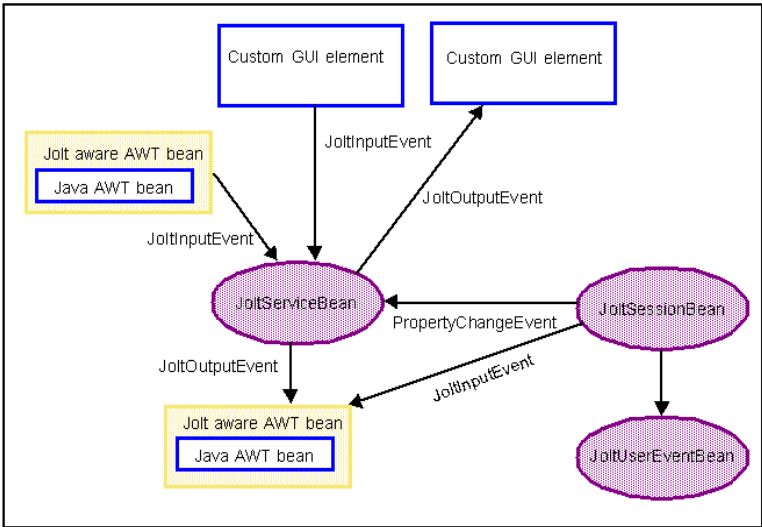 Custom GUI element
Custom GUI element
JoltInputEvent
Jolt aware AWT bean
Java AWT bean
JoltOutputEvent
JoltInputEvent
JoltServiceBean
JoltSessionBean
PropertyChangeEvent
JoltOutputEvent
JoltInputEvent
Jolt aware AWT bean
Java AWT bean
JoltUserEventBean